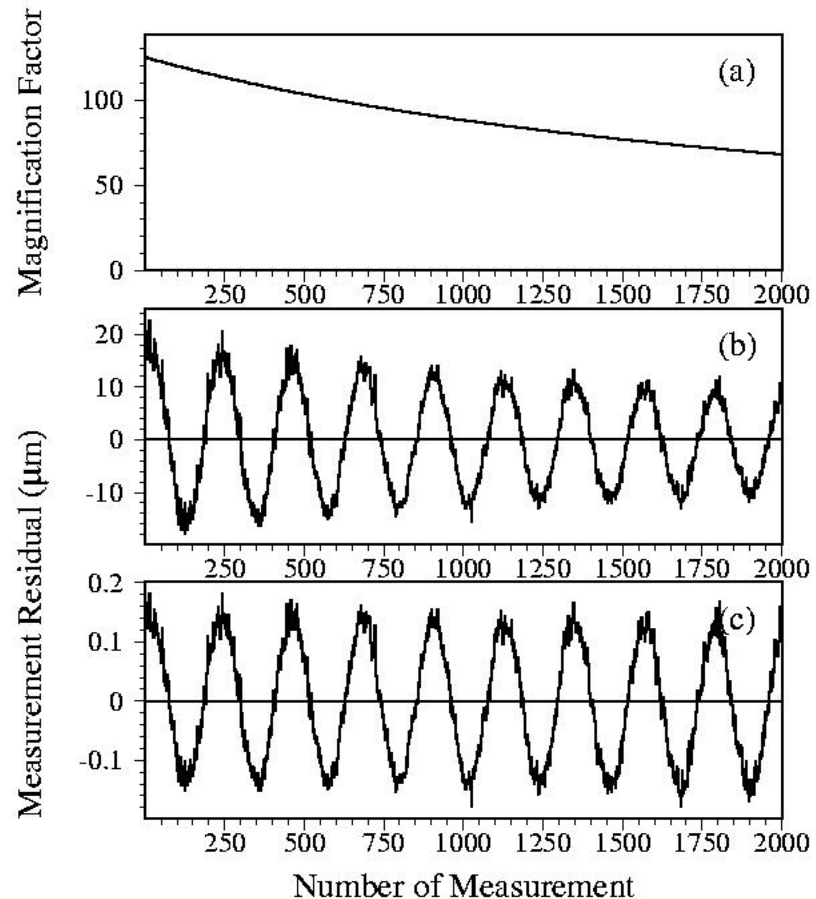 Magnification Factor
(a)
100
50
0
250 500 750 1000 1250 1500 1750 2000
Measurement Residual (μm)
(b)
20
10
0
-10
250 500 750 1000 1250 1500 1750 2000
(c)
0.2
0.1
0
-0.1
250 500 750 1000 1250 1500 1750 2000
Number of Measurement